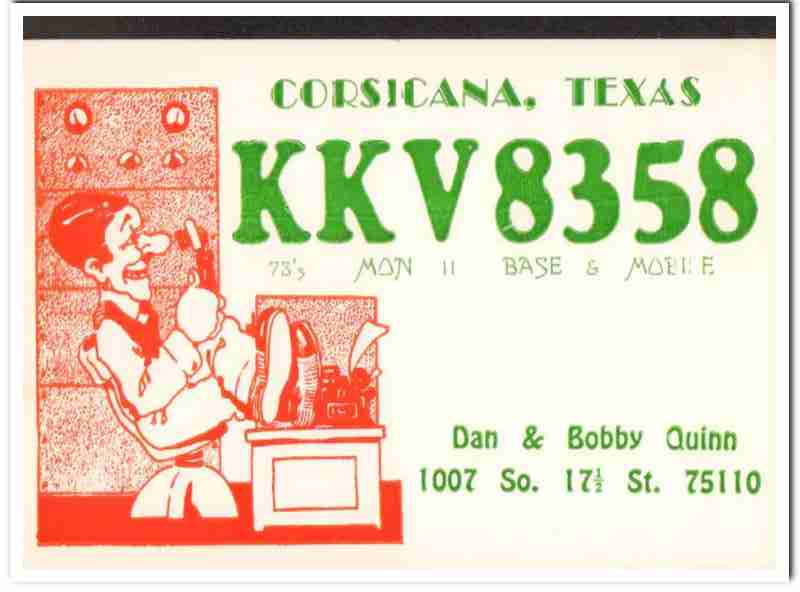 CORSICANA, TEXAS
KKV8358
73's MON 11 BASE & MOBILE
Dan & Bobby Quinn
1007 So. 17½ St. 75110